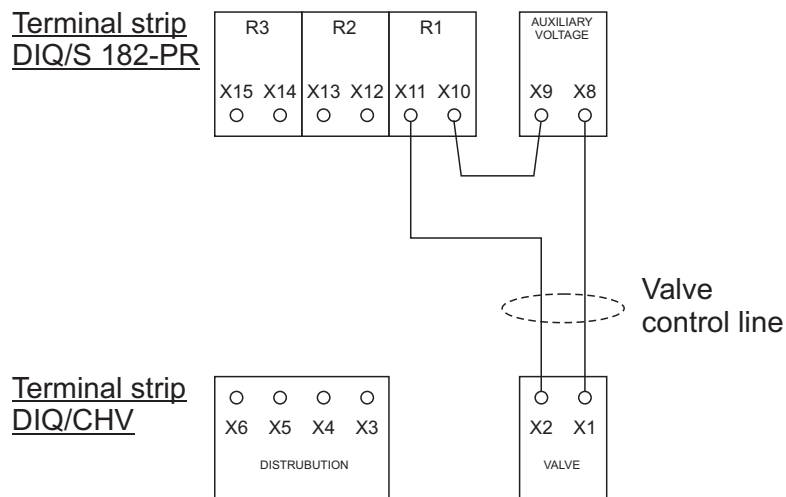 Terminal strip
DIQ/S 182-PR
R3 R2 R1
AUXILIARY
VOLTAGE
X15 X14 X13 X12 X11 X10 X9 X8
Valve
control line
Terminal strip
DIQ/CHV
X6 X5 X4 X3 X2 X1
DISTRUBUTION VALVE